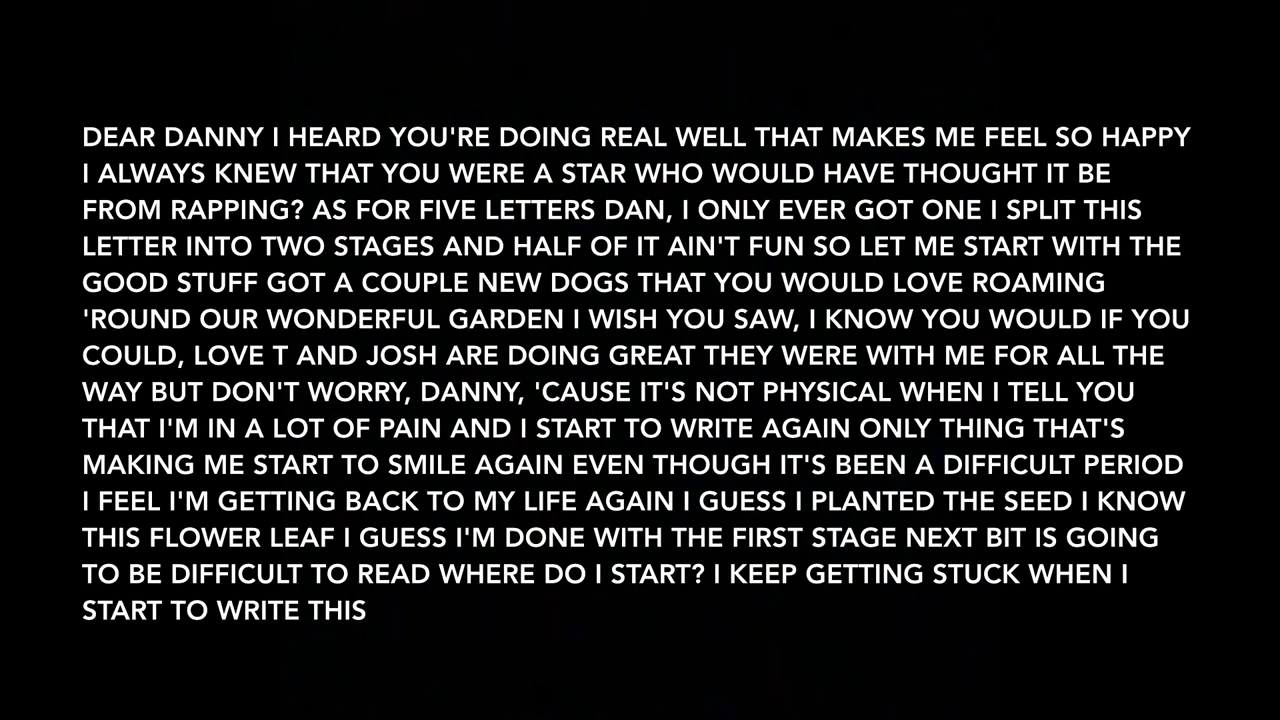 DEAR DANNY I HEARD YOU'RE DOING REAL WELL THAT MAKES ME FEEL SO HAPPY
I ALWAYS KNEW THAT YOU WERE A STAR WHO WOULD HAVE THOUGHT IT BE
FROM RAPPING? AS FOR FIVE LETTERS DAN, I ONLY EVER GOT ONE I SPLIT THIS
LETTER INTO TWO STAGES AND HALF OF IT AIN'T FUN SO LET ME START WITH THE
GOOD STUFF GOT A COUPLE NEW DOGS THAT YOU WOULD LOVE ROAMING
'ROUND OUR WONDERFUL GARDEN I WISH YOU SAW, I KNOW YOU WOULD IF YOU
COULD, LOVE T AND JOSH ARE DOING GREAT THEY WERE WITH ME FOR ALL THE
WAY BUT DON'T WORRY, DANNY, 'CAUSE IT'S NOT PHYSICAL WHEN I TELL YOU
THAT I'M IN A LOT OF PAIN AND I START TO WRITE AGAIN ONLY THING THAT'S
MAKING ME START TO SMILE AGAIN EVEN THOUGH IT'S BEEN A DIFFICULT PERIOD
I FEEL I'M GETTING BACK TO MY LIFE AGAIN I GUESS I PLANTED THE SEED I KNOW
THIS FLOWER LEAF I GUESS I'M DONE WITH THE FIRST STAGE NEXT BIT IS GOING
TO BE DIFFICULT TO READ WHERE DO I START? I KEEP GETTING STUCK WHEN I
START TO WRITE THIS